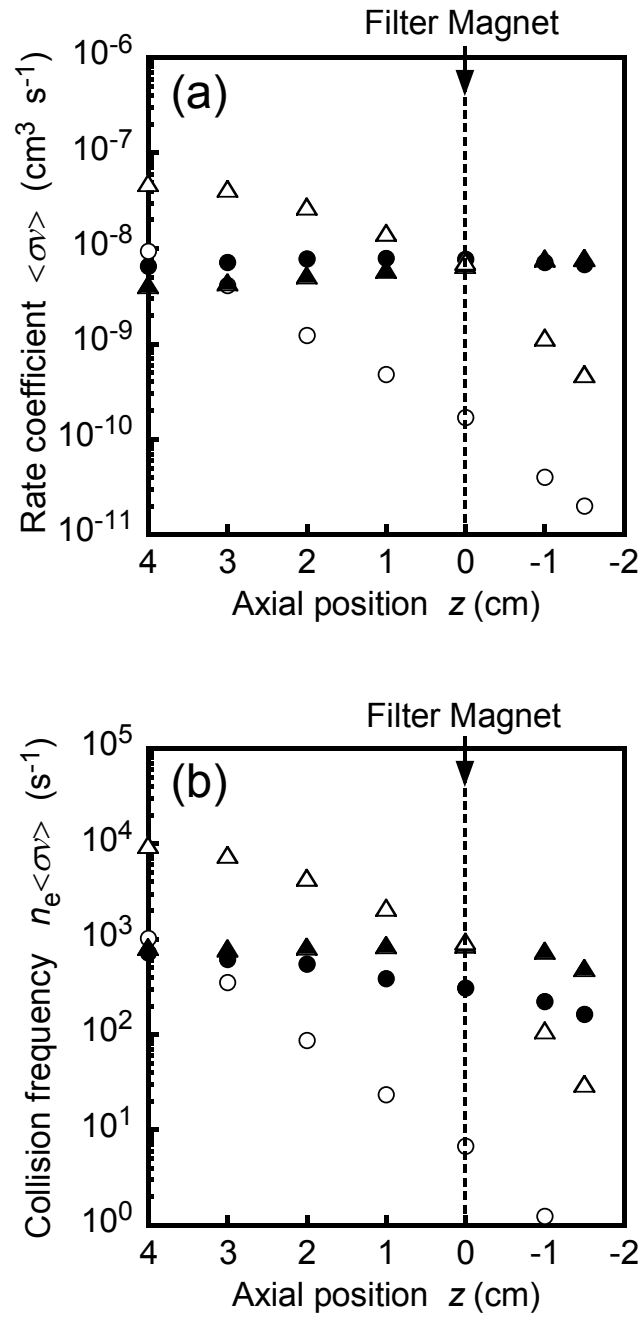 Filter Magnet
(a)
Rate coefficient <σv> (cm³ s⁻¹)
10⁻⁶
10⁻⁷
10⁻⁸
10⁻⁹
10⁻¹⁰
10⁻¹¹
4 3 2 1 0 -1 -2
Axial position z (cm)
Filter Magnet
(b)
Collision frequency nₑ<σv> (s⁻¹)
10⁵
10⁴
10³
10²
10¹
10⁰
4 3 2 1 0 -1 -2
Axial position z (cm)